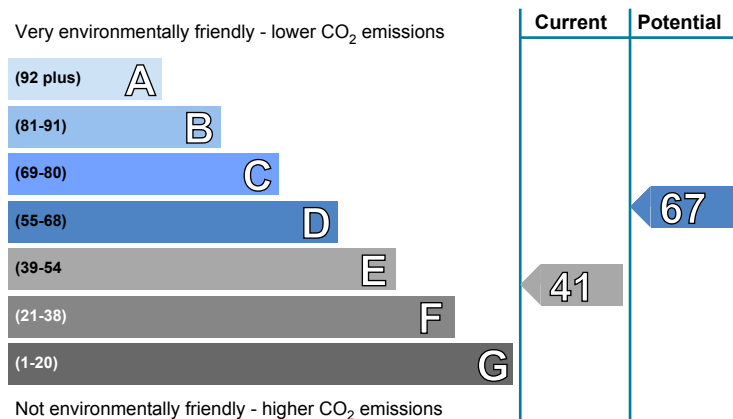 Very environmentally friendly - lower CO₂ emissions
Current
Potential
(92 plus) A
(81-91) B
(69-80) C
(55-68) D
67
(39-54 E
41
(21-38) F
(1-20) G
Not environmentally friendly - higher CO₂ emissions